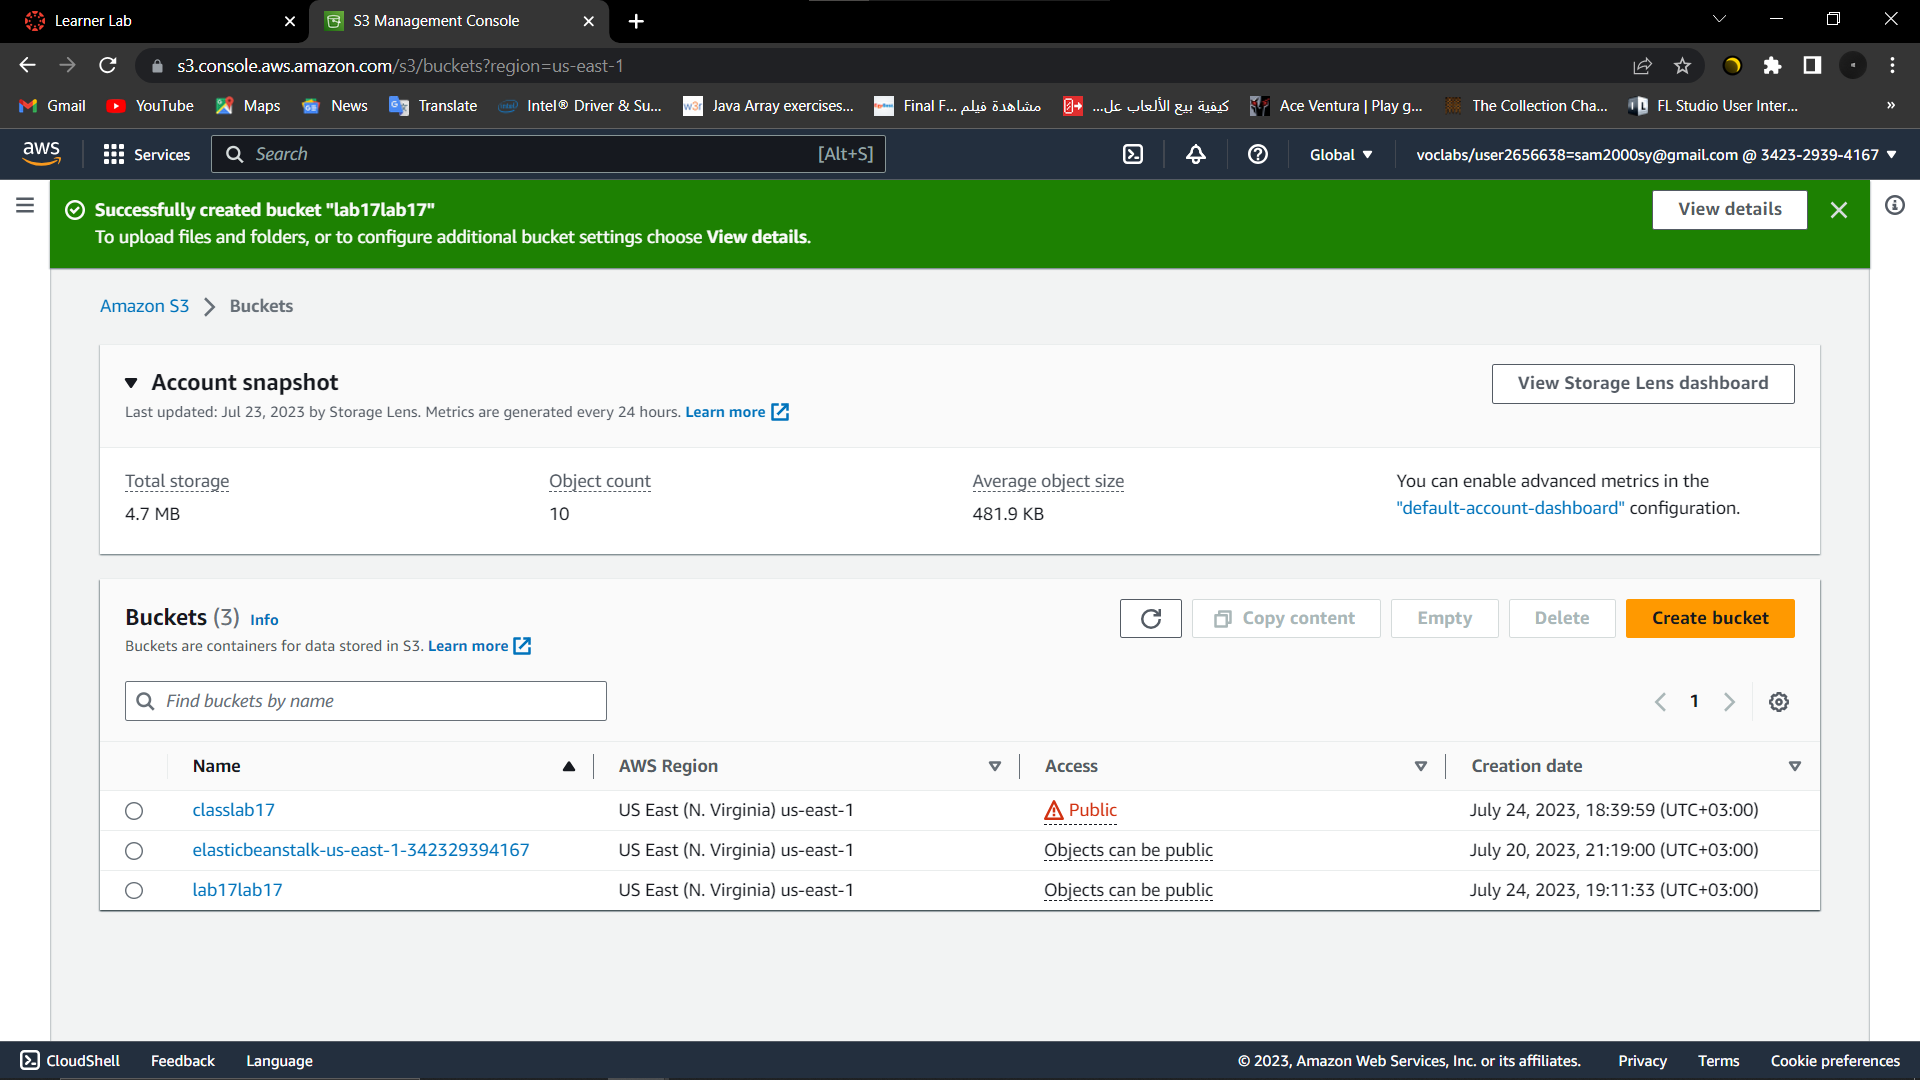 Learner Lab
S3 Management Console
s3.console.aws.amazon.com/s3/buckets?region=us-east-1
Gmail
YouTube
Maps
News
Translate
Intel® Driver & Su...
w3r
Java Array exercises...
Final F... مشاهدة فيلم
كيفية بيع الألعاب عل...
Ace Ventura | Play g...
The Collection Cha...
FL Studio User Inter...
»
aws
Services
Search
[Alt+S]
Global
voclabs/user2656638=sam2000sy@gmail.com @ 3423-2939-4167
Successfully created bucket "lab17lab17"
To upload files and folders, or to configure additional bucket settings choose View details.
View details
Amazon S3
Buckets
Account snapshot
View Storage Lens dashboard
Last updated: Jul 23, 2023 by Storage Lens. Metrics are generated every 24 hours. Learn more
Total storage
4.7 MB
Object count
10
Average object size
481.9 KB
You can enable advanced metrics in the
"default-account-dashboard" configuration.
Buckets (3) Info
Buckets are containers for data stored in S3. Learn more
Copy content
Empty
Delete
Create bucket
Find buckets by name
1
Name
AWS Region
Access
Creation date
classlab17
US East (N. Virginia) us-east-1
Public
July 24, 2023, 18:39:59 (UTC+03:00)
elasticbeanstalk-us-east-1-342329394167
US East (N. Virginia) us-east-1
Objects can be public
July 20, 2023, 21:19:00 (UTC+03:00)
lab17lab17
US East (N. Virginia) us-east-1
Objects can be public
July 24, 2023, 19:11:33 (UTC+03:00)
CloudShell
Feedback
Language
© 2023, Amazon Web Services, Inc. or its affiliates.
Privacy
Terms
Cookie preferences